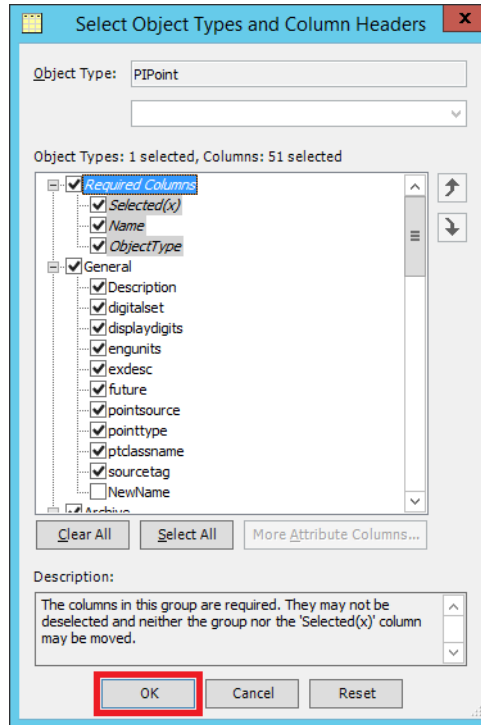 Select Object Types and Column Headers
x
Object Type: PIPoint
Object Types: 1 selected, Columns: 51 selected
Required Columns
Selected(x)
Name
ObjectType
General
Description
digitalset
displaydigits
engunits
exdesc
future
pointsource
pointtype
ptclassname
sourcetag
NewName
Archive
Clear All Select All More Attribute Columns...
Description:
The columns in this group are required. They may not be
deselected and neither the group nor the 'Selected(x)' column
may be moved.
OK Cancel Reset